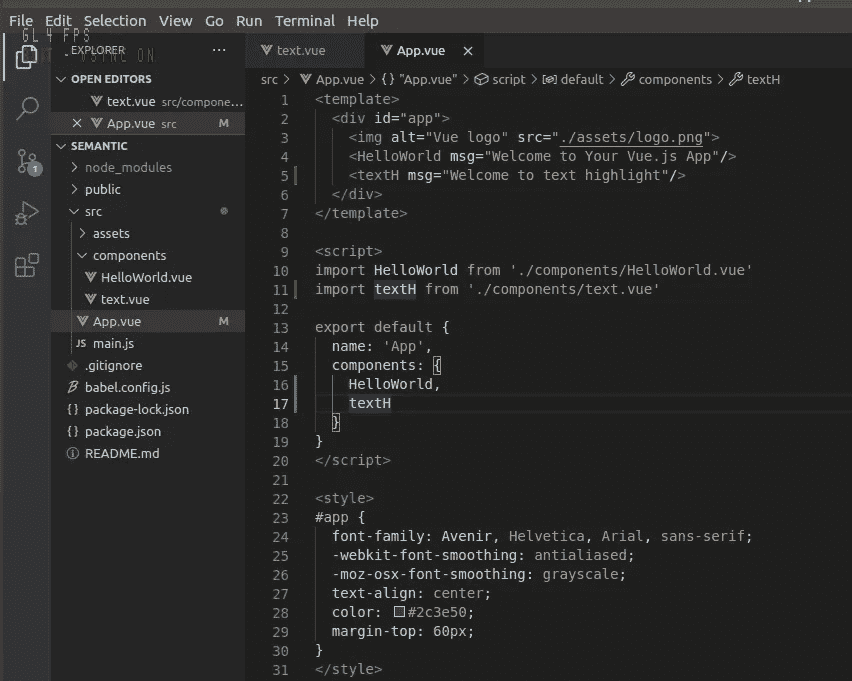 File Edit Selection View Go Run Terminal Help
GL 4 FPS
EXPLORER ...
text.vue
App.vue ×
OPEN EDITORS
text.vue src/compone...
× App.vue src M
SEMANTIC
node_modules
public
src
assets
components
HelloWorld.vue
text.vue
App.vue M
JS main.js
.gitignore
babel.config.js
{} package-lock.json
{} package.json
README.md
1
src > App.vue > {} "App.vue" > script > default > components > textH
1 <template>
2 <div id="app">
3 <img alt="Vue logo" src="./assets/logo.png">
4 <HelloWorld msg="Welcome to Your Vue.js App"/>
5 <textH msg="Welcome to text highlight"/>
6 </div>
7 </template>
8
9 <script>
10 import HelloWorld from './components/HelloWorld.vue'
11 import textH from './components/text.vue'
12
13 export default {
14 name: 'App',
15 components: {
16 HelloWorld,
17 textH
18 }
19 }
20 </script>
21
22 <style>
23 #app {
24 font-family: Avenir, Helvetica, Arial, sans-serif;
25 -webkit-font-smoothing: antialiased;
26 -moz-osx-font-smoothing: grayscale;
27 text-align: center;
28 color: #2c3e50;
29 margin-top: 60px;
30 }
31 </style>